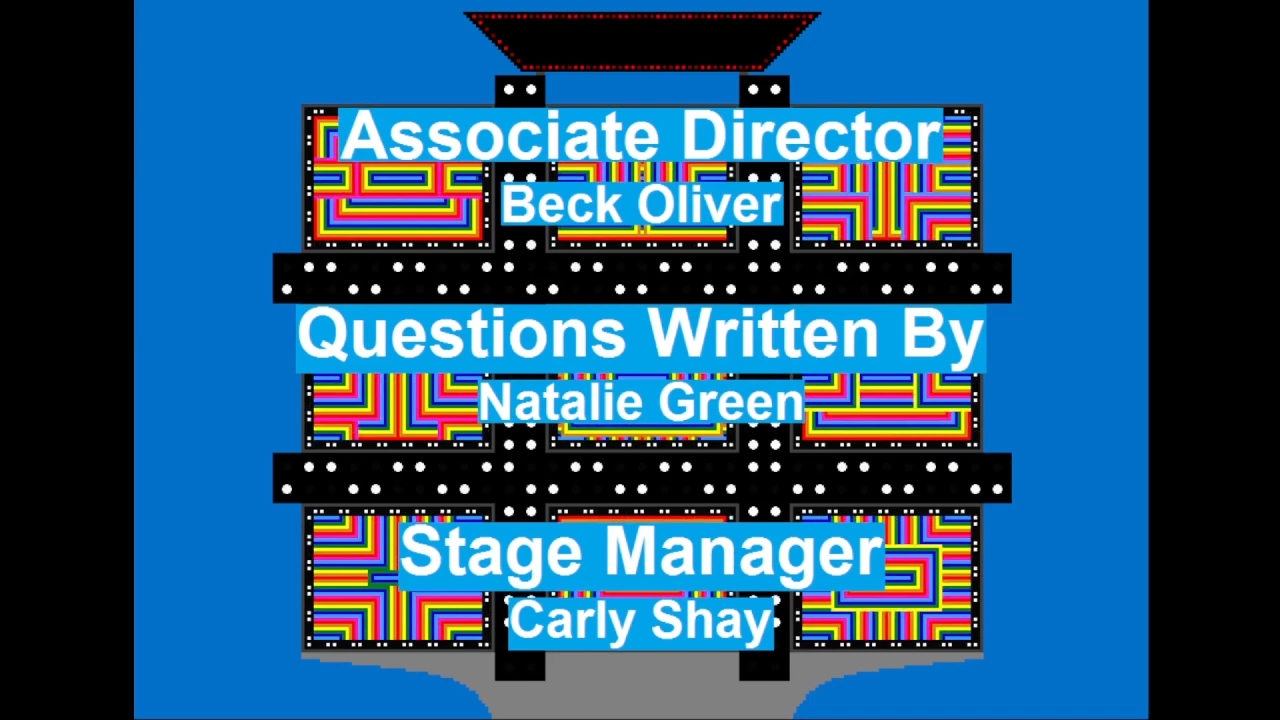 Associate Director
Beck Oliver
Questions Written By
Natalie Green
Stage Manager
Carly Shay